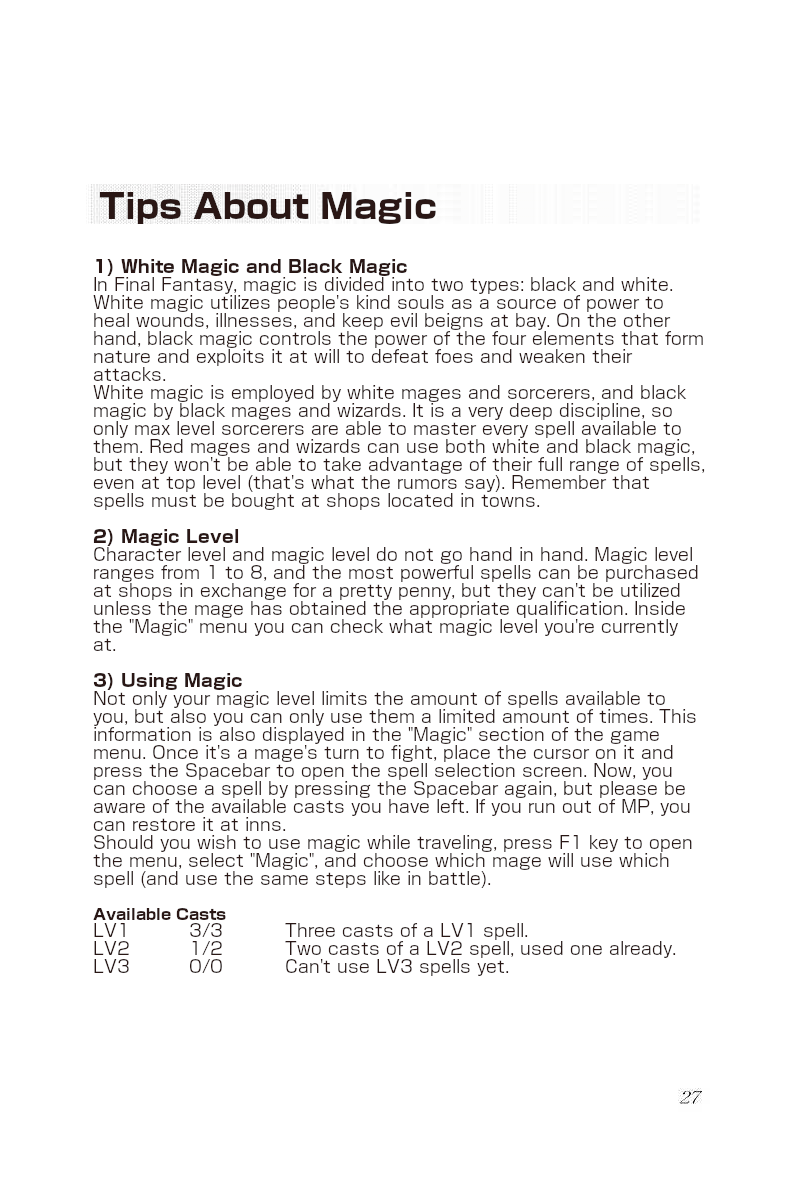 Tips About Magic
1) White Magic and Black Magic
In Final Fantasy, magic is divided into two types: black and white.
White magic utilizes people's kind souls as a source of power to
heal wounds, illnesses, and keep evil beigns at bay. On the other
hand, black magic controls the power of the four elements that form
nature and exploits it at will to defeat foes and weaken their
attacks.
White magic is employed by white mages and sorcerers, and black
magic by black mages and wizards. It is a very deep discipline, so
only max level sorcerers are able to master every spell available to
them. Red mages and wizards can use both white and black magic,
but they won't be able to take advantage of their full range of spells,
even at top level (that's what the rumors say). Remember that
spells must be bought at shops located in towns.
2) Magic Level
Character level and magic level do not go hand in hand. Magic level
ranges from 1 to 8, and the most powerful spells can be purchased
at shops in exchange for a pretty penny, but they can't be utilized
unless the mage has obtained the appropriate qualification. Inside
the "Magic" menu you can check what magic level you're currently
at.
3) Using Magic
Not only your magic level limits the amount of spells available to
you, but also you can only use them a limited amount of times. This
information is also displayed in the "Magic" section of the game
menu. Once it's a mage's turn to fight, place the cursor on it and
press the Spacebar to open the spell selection screen. Now, you
can choose a spell by pressing the Spacebar again, but please be
aware of the available casts you have left. If you run out of MP, you
can restore it at inns.
Should you wish to use magic while traveling, press F1 key to open
the menu, select "Magic", and choose which mage will use which
spell (and use the same steps like in battle).
Available Casts
LV1 3/3 Three casts of a LV1 spell.
LV2 1/2 Two casts of a LV2 spell, used one already.
LV3 0/0 Can't use LV3 spells yet.
27